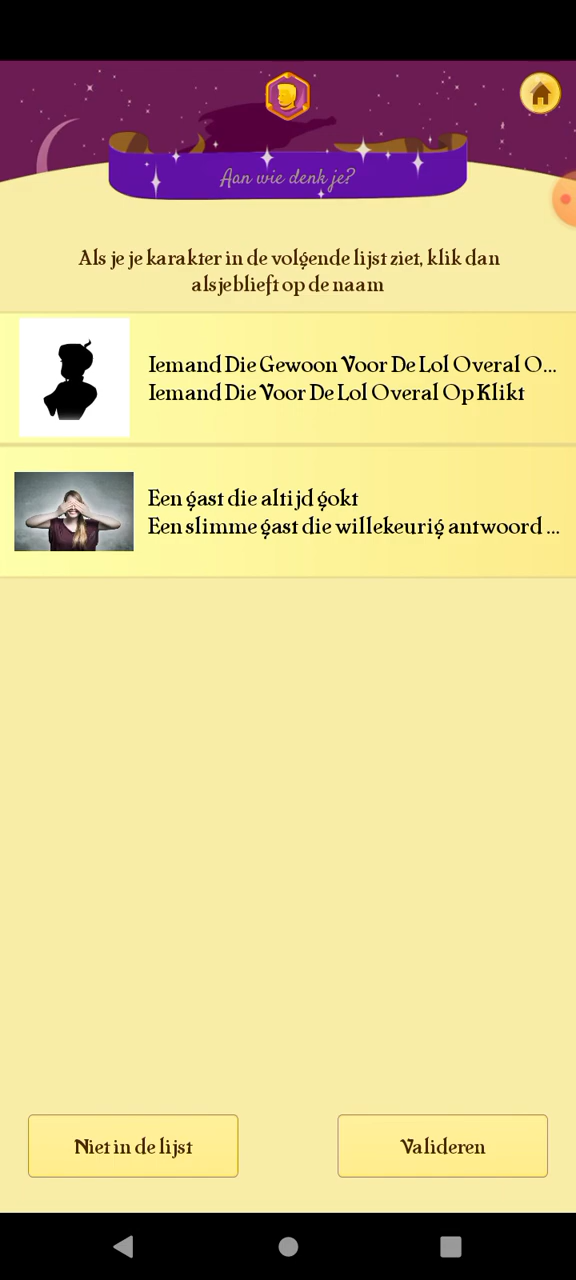 Aan wie denk je?
Als je je karakter in de volgende lijst ziet, klik dan
alsjeblieft op de naam
Iemand Die Gewoon Voor De Lol Overal O...
Iemand Die Voor De Lol Overal Op Klikt
Een gast die altijd gokt
Een slimme gast die willekeurig antwoord ...
Niet in de lijst
Valideren